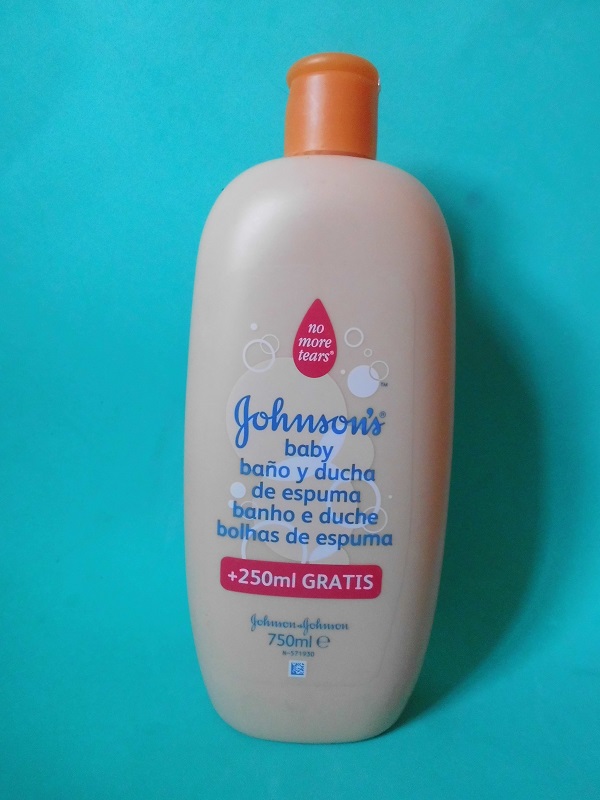 no
more
tears®
™
Johnson's®
baby
baño y ducha
de espuma
banho e duche
bolhas de espuma
+250ml GRATIS
Johnson & Johnson
750ml ℮